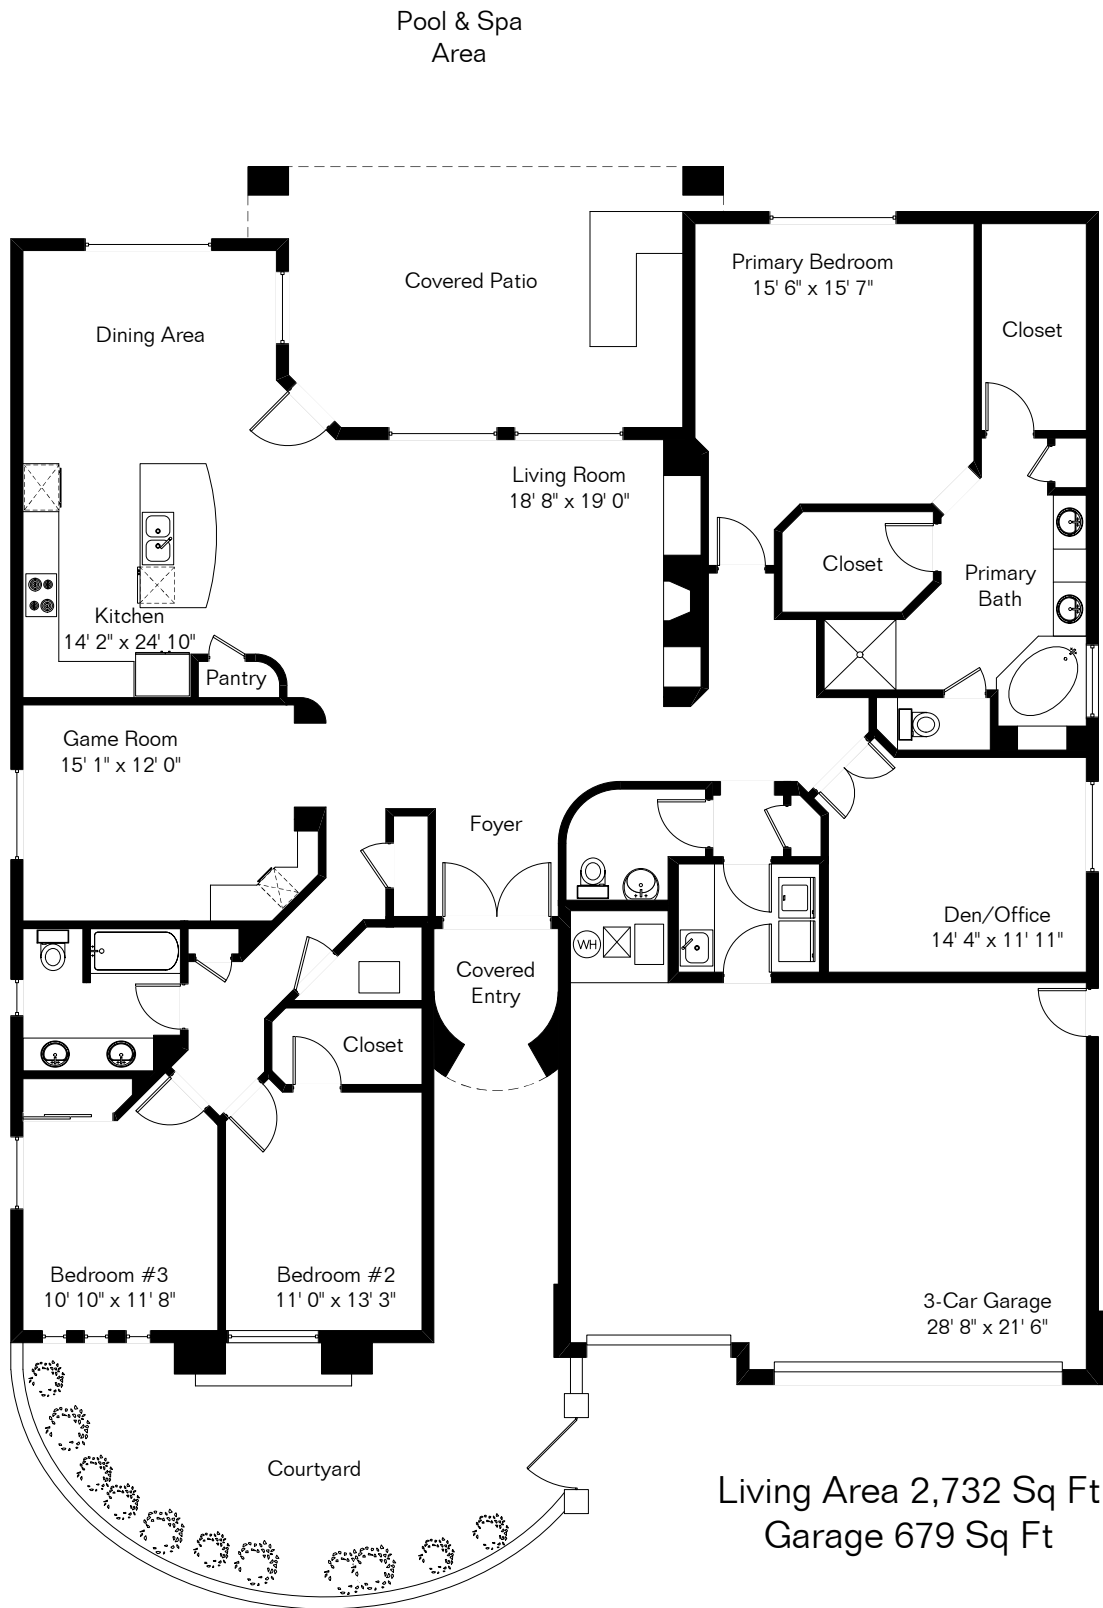 Pool & Spa
Area
Covered Patio
Primary Bedroom
15' 6" x 15' 7"
Closet
Dining Area
Living Room
18' 8" x 19' 0"
Closet
Primary
Bath
Kitchen
14' 2" x 24' 10"
Pantry
Game Room
15' 1" x 12' 0"
Foyer
Den/Office
14' 4" x 11' 11"
WH
Covered
Entry
Closet
Bedroom #3
10' 10" x 11' 8"
Bedroom #2
11' 0" x 13' 3"
3-Car Garage
28' 8" x 21' 6"
Courtyard
Living Area 2,732 Sq Ft
Garage 679 Sq Ft